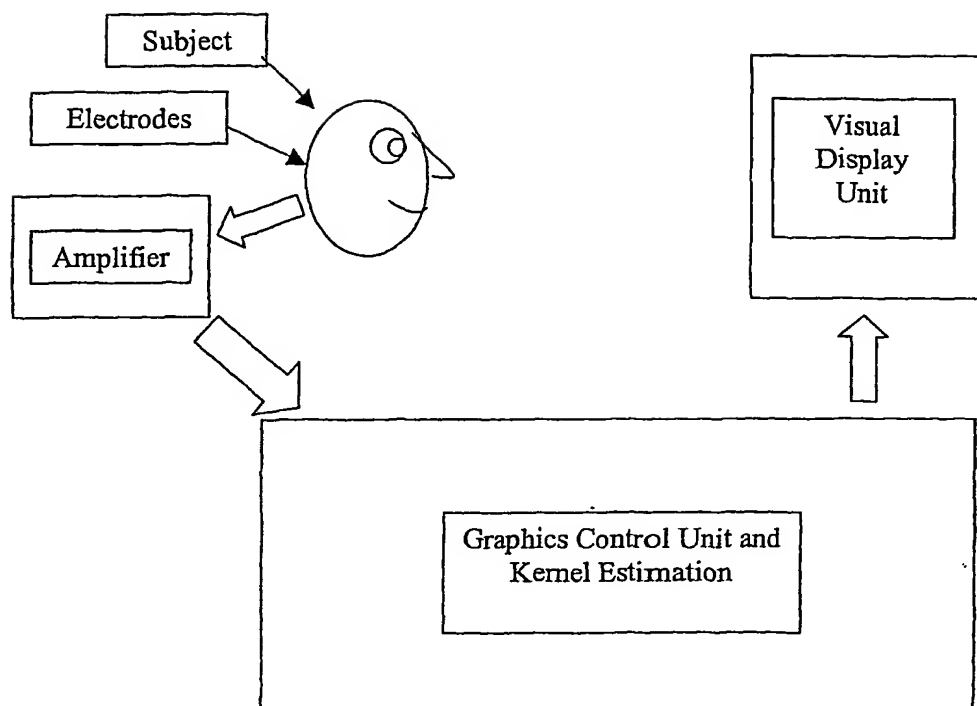 Subject
Electrodes
Amplifier
Visual
Display
Unit
Graphics Control Unit and
Kernel Estimation